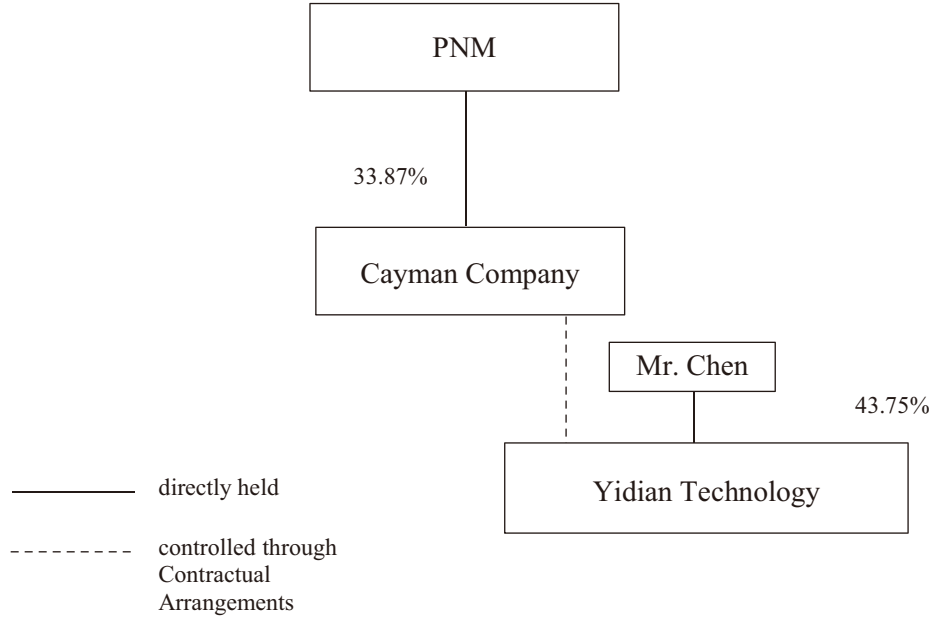 PNM
33.87%
Cayman Company
Mr. Chen
43.75%
Yidian Technology
directly held
controlled through
Contractual
Arrangements